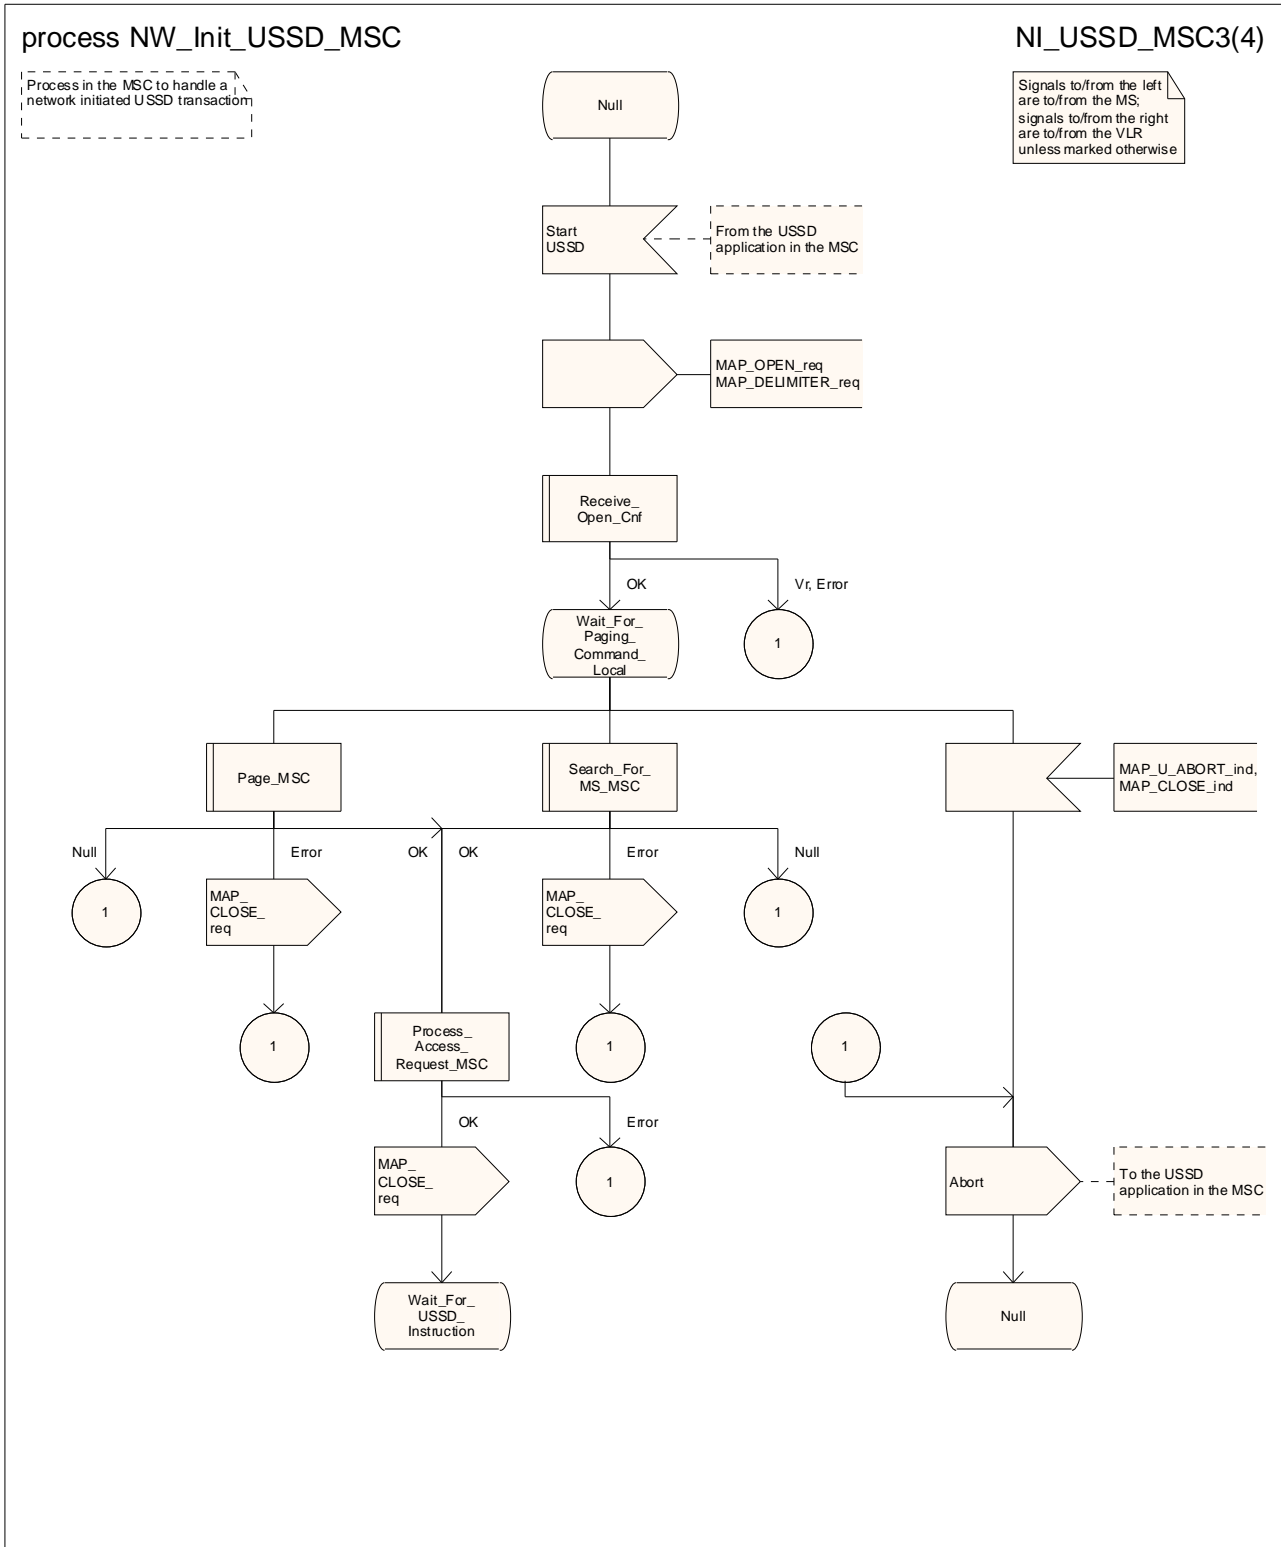 process NW_Init_USSD_MSC
NI_USSD_MSC3(4)
Process in the MSC to handle a
network initiated USSD transaction
Signals to/from the left
are to/from the MS;
signals to/from the right
are to/from the VLR
unless marked otherwise
Null
Start
USSD
From the USSD
application in the MSC
MAP_OPEN_req
MAP_DELIMITER_req
Receive_
Open_Cnf
OK
Vr, Error
Wait_For_
Paging_
Command_
Local
1
Page_MSC
Search_For_
MS_MSC
MAP_U_ABORT_ind,
MAP_CLOSE_ind
Null
Error
OK
OK
Error
Null
1
MAP_
CLOSE_
req
MAP_
CLOSE_
req
1
1
Process_
Access_
Request_MSC
1
1
OK
Error
MAP_
CLOSE_
req
1
Abort
To the USSD
application in the MSC
Wait_For_
USSD_
Instruction
Null